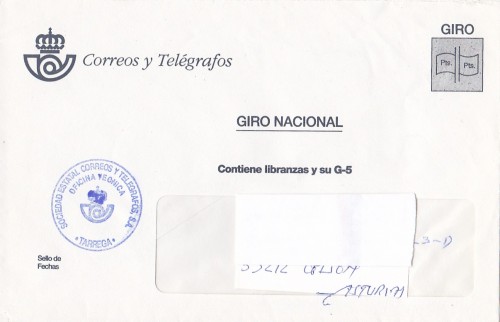 GIRO
Correos y Telégrafos
Pts. Pts.
GIRO NACIONAL
Contiene libranzas y su G-5
SOCIEDAD ESTATAL CORREOS Y TELEGRAFOS, S.A.
OFICINA TECNICA
* TARREGA *
Sello de
Fechas
ASTURIA